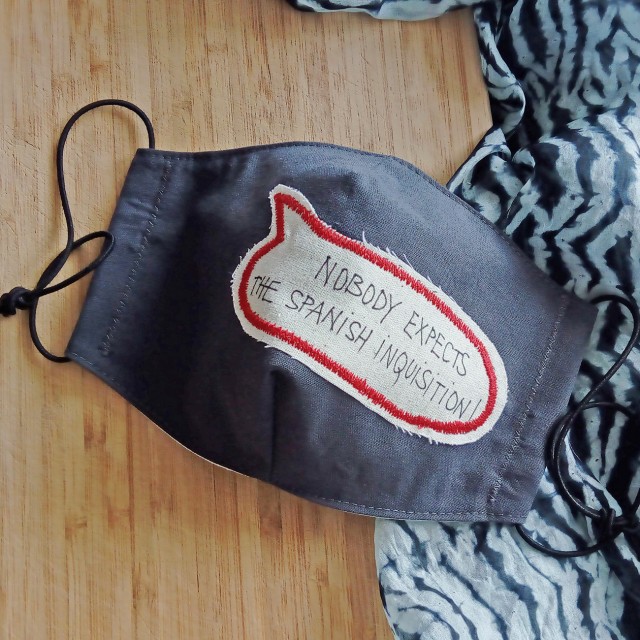 NOBODY EXPECTS
THE SPANISH INQUISITION!